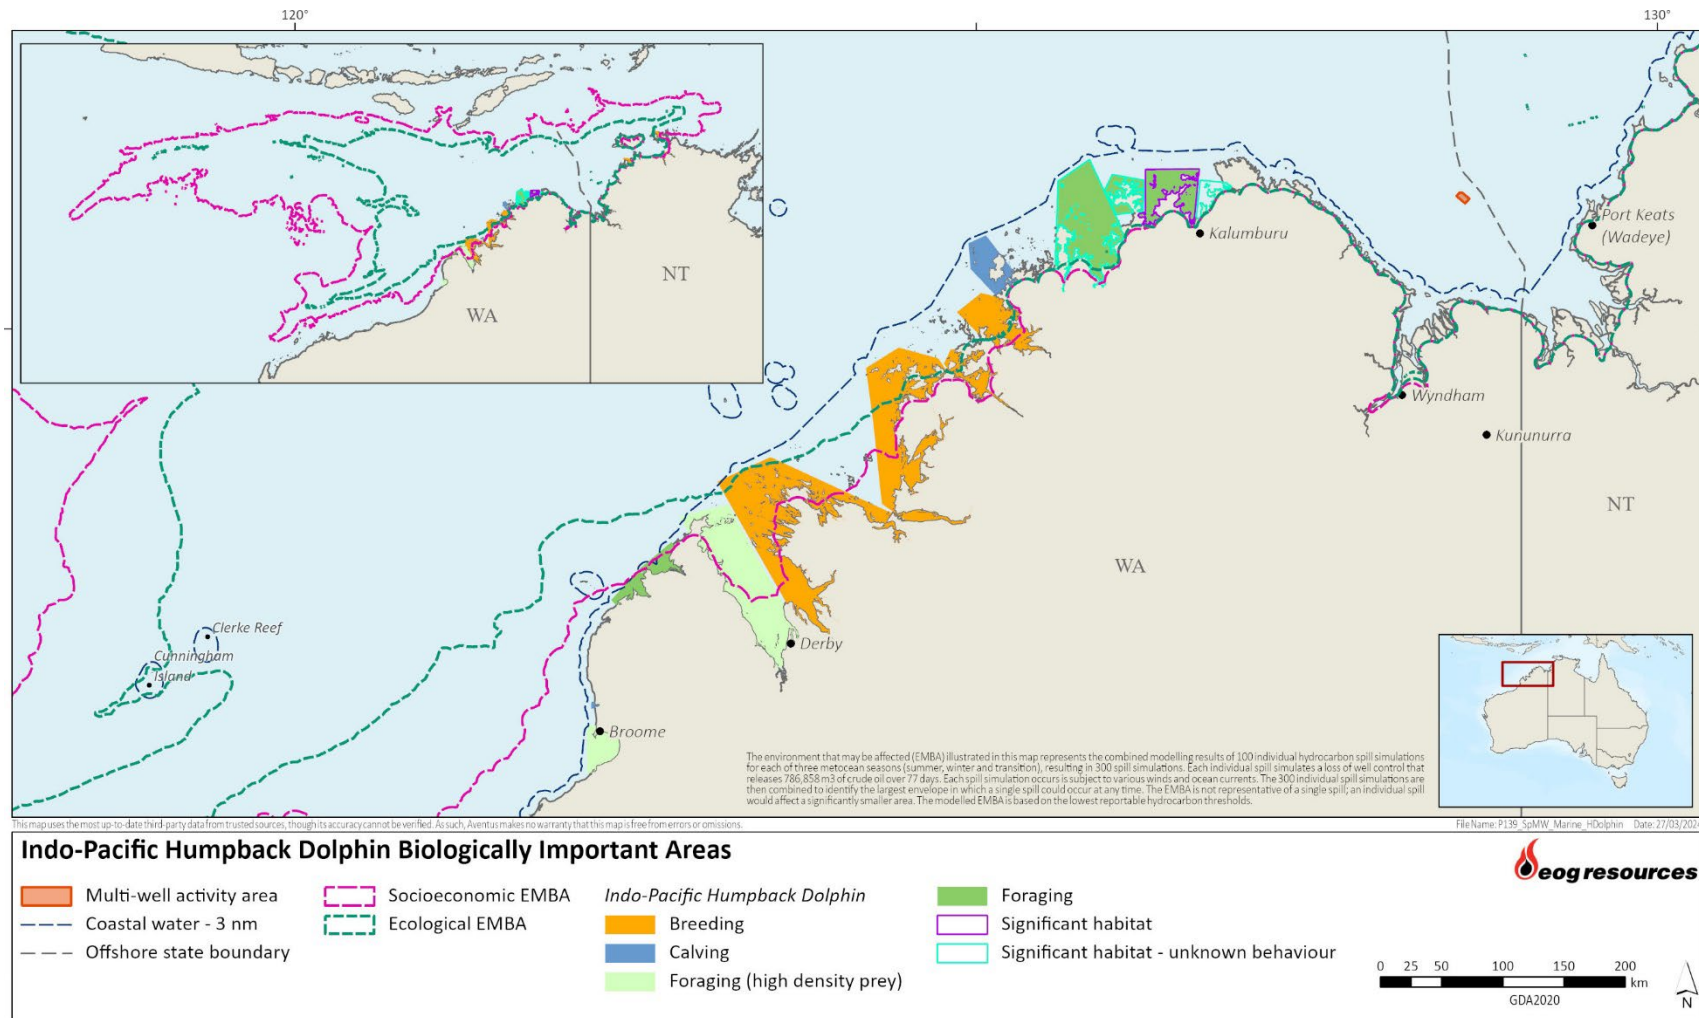 120°
130°
NT
WA
Kalumburu
Port Keats
(Wadeye)
Wyndham
Kununurra
NT
WA
Clerke Reef
Cunningham
Island
Derby
Broome
The environment that may be affected (EMBA) illustrated in this map represents the combined modelling results of 100 individual hydrocarbon spill simulations
for each of three metocean seasons (summer, winter and transition), resulting in 300 spill simulations. Each individual spill simulates a loss of well control that
releases 786,858 m3 of crude oil over 77 days. Each spill simulation occurs is subject to various winds and ocean currents. The 300 individual spill simulations are
then combined to identify the largest envelope in which a single spill could occur at any time. The EMBA is not representative of a single spill; an individual spill
would affect a significantly smaller area. The modelled EMBA is based on the lowest reportable hydrocarbon thresholds.
This map uses the most up-to-date third-party data from trusted sources, though its accuracy cannot be verified. As such, Aventus makes no warranty that this map is free from errors or omissions.
File Name: P139_SpMW_Marine_HDolphin Date: 27/03/2024
Indo-Pacific Humpback Dolphin Biologically Important Areas
eog resources
Multi-well activity area
Coastal water - 3 nm
Offshore state boundary
Socioeconomic EMBA
Ecological EMBA
Indo-Pacific Humpback Dolphin
Breeding
Calving
Foraging (high density prey)
Foraging
Significant habitat
Significant habitat - unknown behaviour
0 25 50 100 150 200
km
GDA2020
N